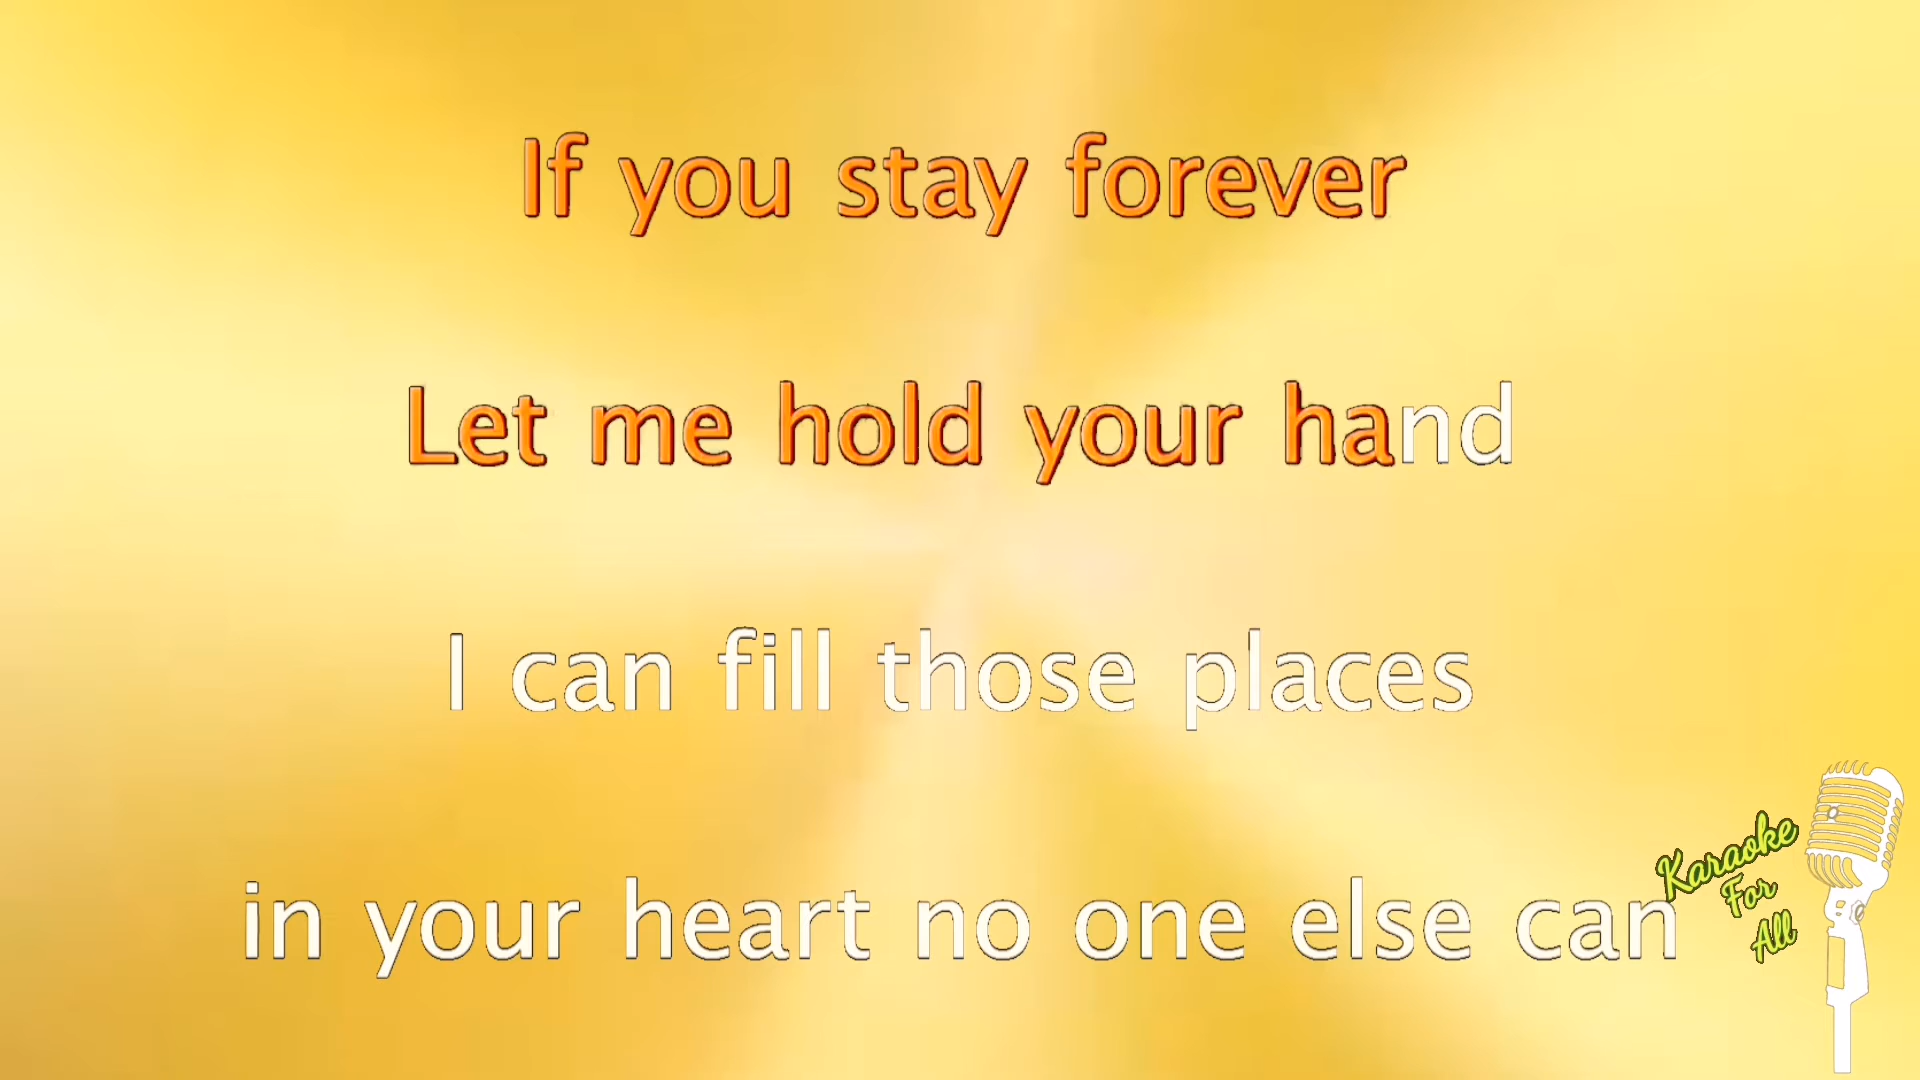 If you stay forever
Let me hold your hand
I can fill those places
in your heart no one else can
Karaoke
For
All